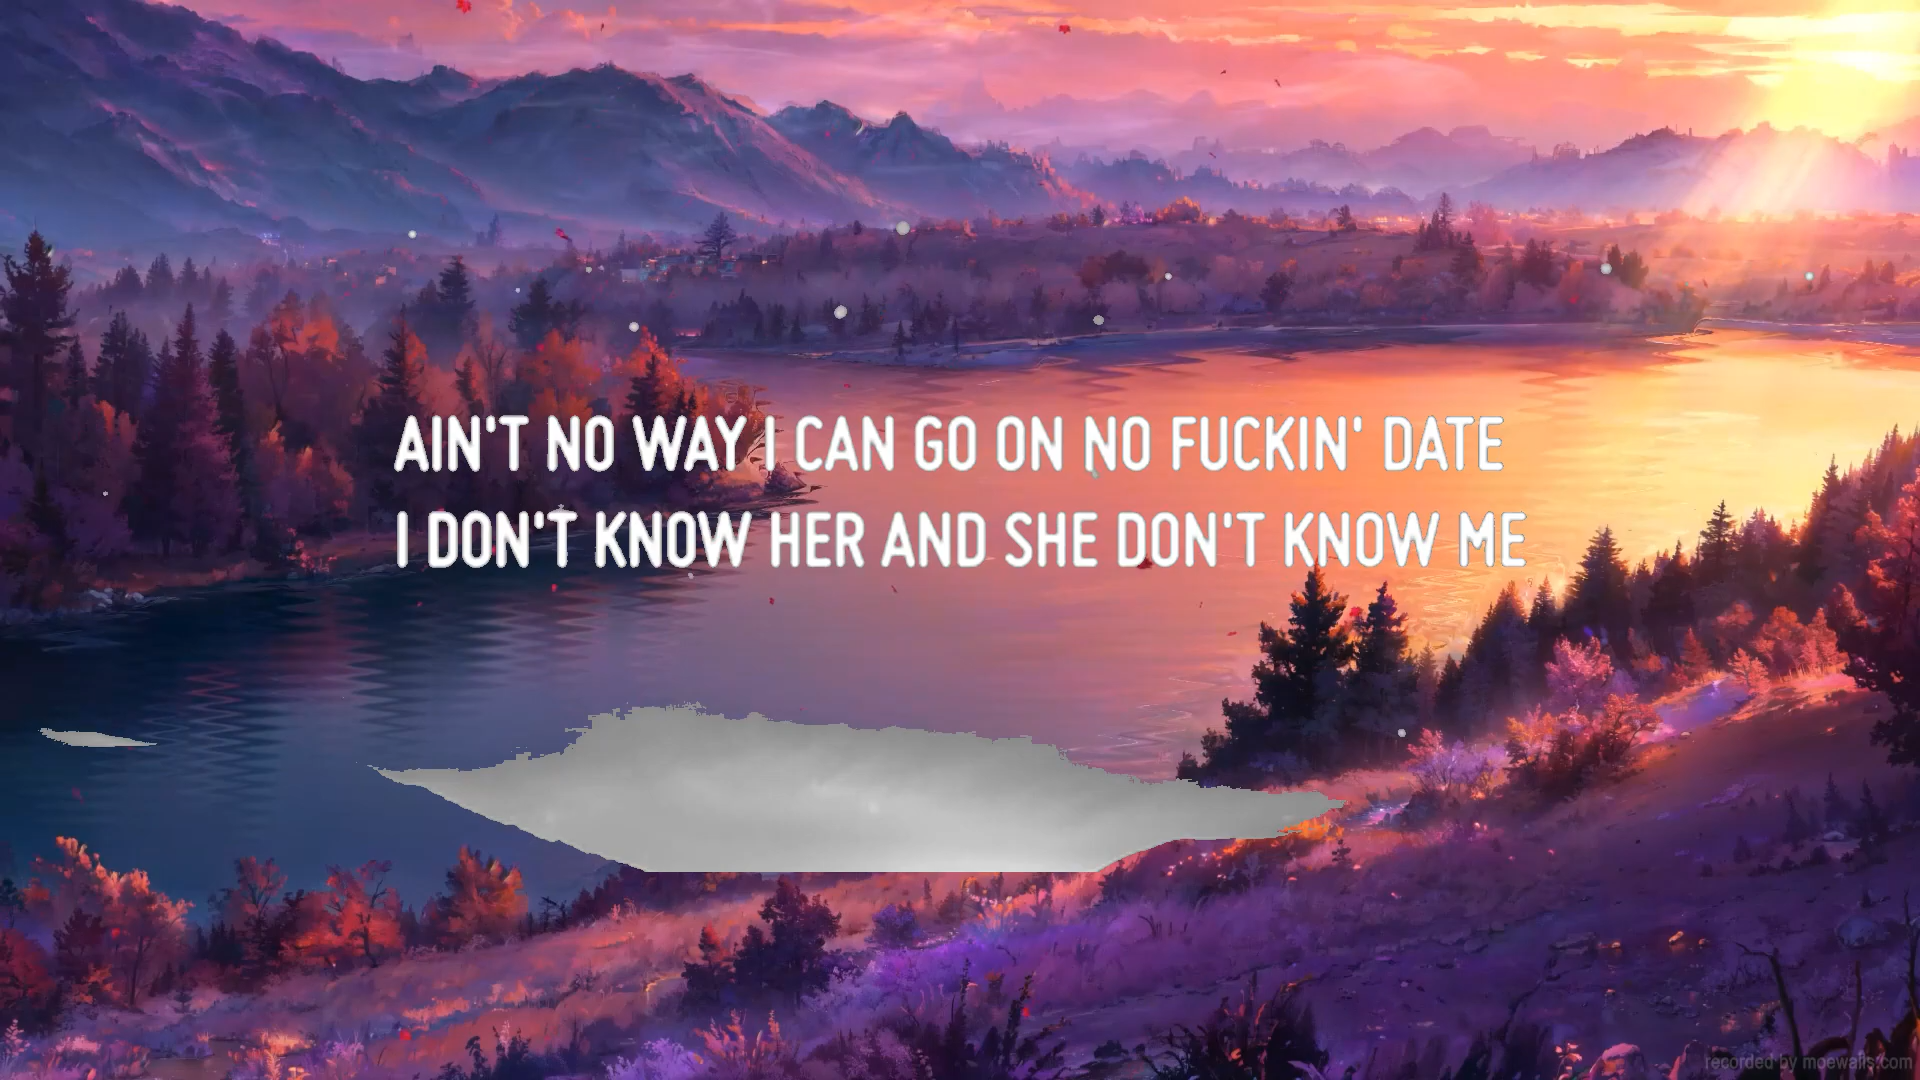 AIN'T NO WAY I CAN GO ON NO FUCKIN' DATE
I DON'T KNOW HER AND SHE DON'T KNOW ME
recorded by moewalls.com